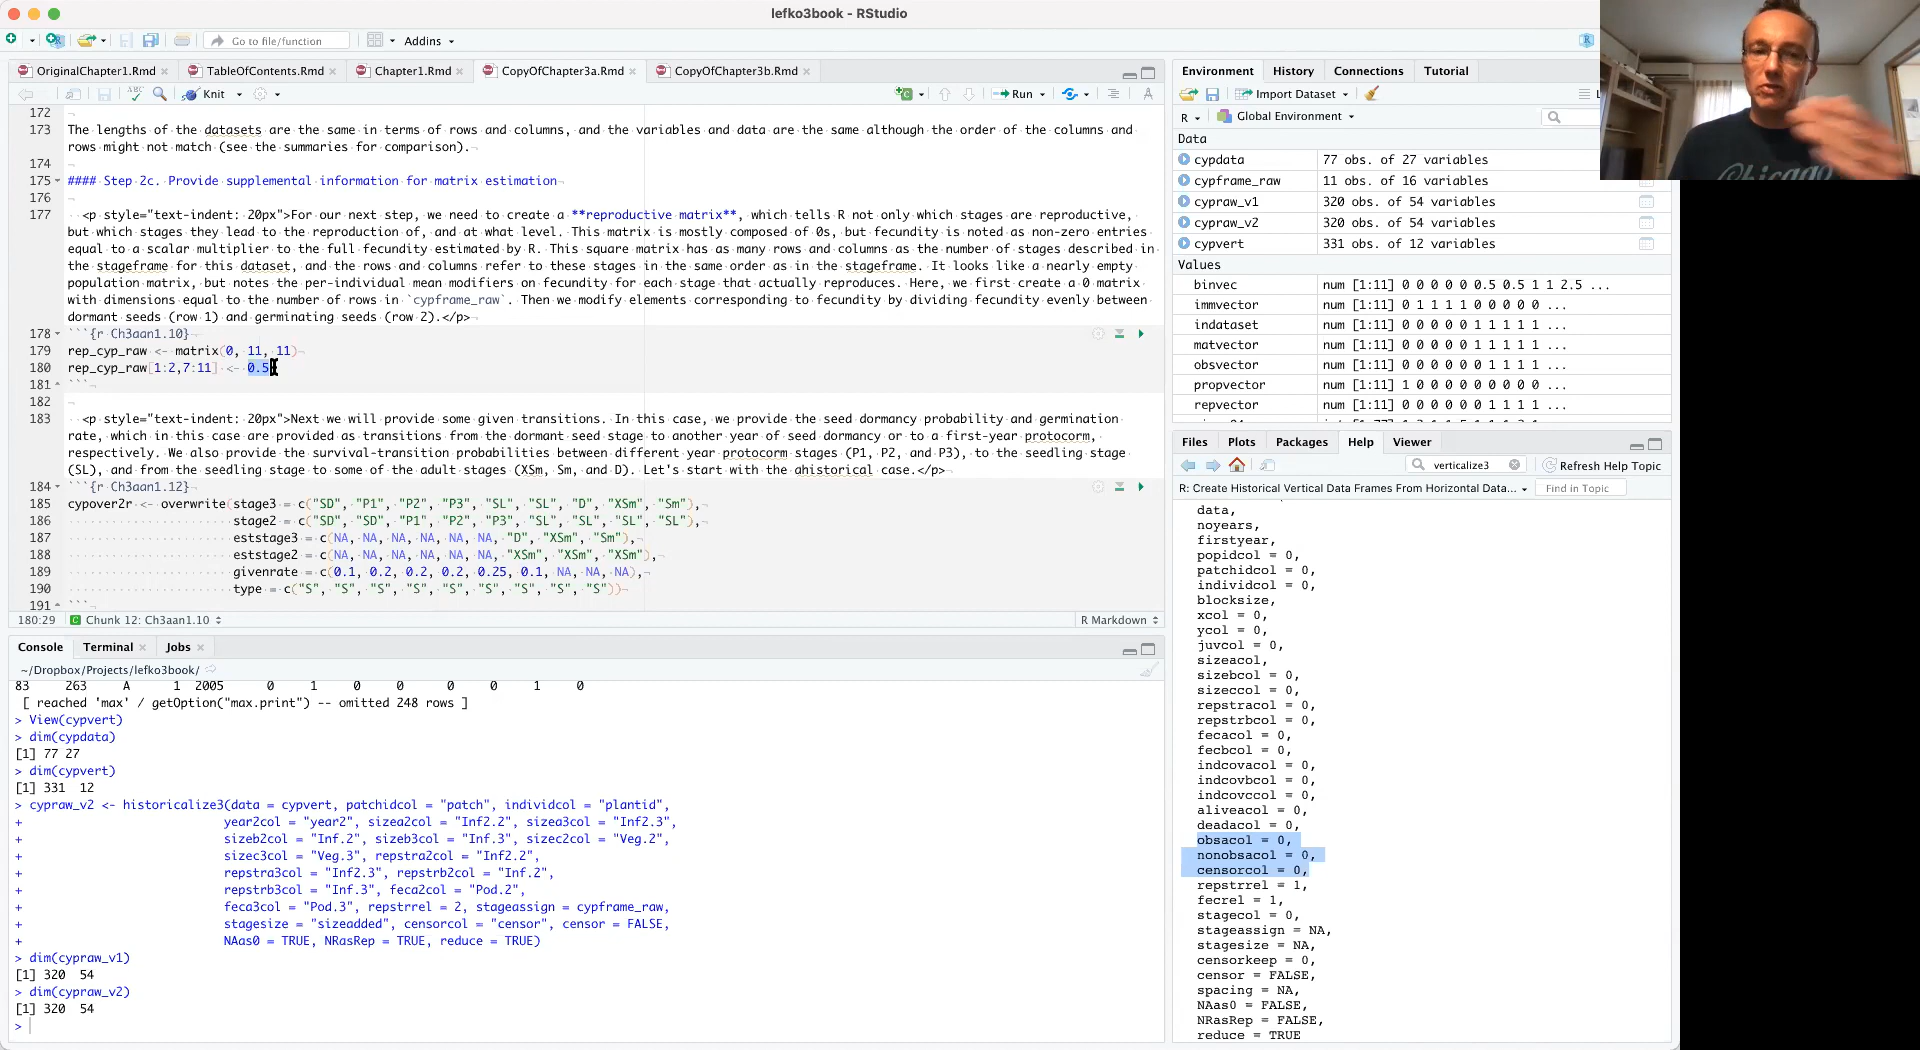 lefko3book - RStudio
Go to file/function
Addins
OriginalChapter1.Rmd
TableOfContents.Rmd
Chapter1.Rmd
CopyOfChapter3a.Rmd
CopyOfChapter3b.Rmd
ABC
Knit
Run
172
173 The lengths of the datasets are the same in terms of rows and columns, and the variables and data are the same although the order of the columns and
rows might not match (see the summaries for comparison).
174
175 #### Step 2c. Provide supplemental information for matrix estimation
176
177 <p style="text-indent: 20px">For our next step, we need to create a **reproductive matrix**, which tells R not only which stages are reproductive,
but which stages they lead to the reproduction of, and at what level. This matrix is mostly composed of 0s, but fecundity is noted as non-zero entries
equal to a scalar multiplier to the full fecundity estimated by R. This square matrix has as many rows and columns as the number of stages described in
the stageframe for this dataset, and the rows and columns refer to these stages in the same order as in the stageframe. It looks like a nearly empty
population matrix, but notes the per-individual mean modifiers on fecundity for each stage that actually reproduces. Here, we first create a 0 matrix
with dimensions equal to the number of rows in `cypframe_raw`. Then we modify elements corresponding to fecundity by dividing fecundity evenly between
dormant seeds (row 1) and germinating seeds (row 2).</p>
178 ```{r Ch3aan1.10}
179 rep_cyp_raw <- matrix(0, 11, 11)
180 rep_cyp_raw[1:2,7:11] <- 0.5
181 ```
182
183 <p style="text-indent: 20px">Next we will provide some given transitions. In this case, we provide the seed dormancy probability and germination
rate, which in this case are provided as transitions from the dormant seed stage to another year of seed dormancy or to a first-year protocorm,
respectively. We also provide the survival-transition probabilities between different year protocorm stages (P1, P2, and P3), to the seedling stage
(SL), and from the seedling stage to some of the adult stages (XSm, Sm, and D). Let's start with the ahistorical case.</p>
184 ```{r Ch3aan1.12}
185 cypover2r <- overwrite(stage3 = c("SD", "P1", "P2", "P3", "SL", "SL", "D", "XSm", "Sm"),
186 stage2 = c("SD", "SD", "P1", "P2", "P3", "SL", "SL", "SL", "SL"),
187 eststage3 = c(NA, NA, NA, NA, NA, NA, "D", "XSm", "Sm"),
188 eststage2 = c(NA, NA, NA, NA, NA, NA, "XSm", "XSm", "XSm"),
189 givenrate = c(0.1, 0.2, 0.2, 0.2, 0.25, 0.1, NA, NA, NA),
190 type = c("S", "S", "S", "S", "S", "S", "S", "S", "S"))
191 ```
180:29 Chunk 12: Ch3aan1.10 R Markdown
Console Terminal Jobs
~/Dropbox/Projects/lefko3book/
83 263 A 1 2005 0 1 0 0 0 0 1 0
[ reached 'max' / getOption("max.print") -- omitted 248 rows ]
> View(cypvert)
> dim(cypdata)
[1] 77 27
> dim(cypvert)
[1] 331 12
> cypraw_v2 <- historicalize3(data = cypvert, patchidcol = "patch", individcol = "plantid",
+ year2col = "year2", sizea2col = "Inf2.2", sizea3col = "Inf2.3",
+ sizeb2col = "Inf.2", sizeb3col = "Inf.3", sizec2col = "Veg.2",
+ sizec3col = "Veg.3", repstra2col = "Inf2.2",
+ repstra3col = "Inf2.3", repstrb2col = "Inf.2",
+ repstrb3col = "Inf.3", feca2col = "Pod.2",
+ feca3col = "Pod.3", repstrrel = 2, stageassign = cypframe_raw,
+ stagesize = "sizeadded", censorcol = "censor", censor = FALSE,
+ NAas0 = TRUE, NRasRep = TRUE, reduce = TRUE)
> dim(cypraw_v1)
[1] 320 54
> dim(cypraw_v2)
[1] 320 54
>
Environment History Connections Tutorial
Import Dataset
R Global Environment
Data
cypdata 77 obs. of 27 variables
cypframe_raw 11 obs. of 16 variables
cypraw_v1 320 obs. of 54 variables
cypraw_v2 320 obs. of 54 variables
cypvert 331 obs. of 12 variables
Values
binvec num [1:11] 0 0 0 0 0 0.5 0.5 1 1 2.5 ...
immvector num [1:11] 0 1 1 1 1 0 0 0 0 0 ...
indataset num [1:11] 0 0 0 0 0 1 1 1 1 1 ...
matvector num [1:11] 0 0 0 0 0 1 1 1 1 1 ...
obsvector num [1:11] 0 0 0 0 0 0 1 1 1 1 ...
propvector num [1:11] 1 0 0 0 0 0 0 0 0 0 ...
repvector num [1:11] 0 0 0 0 0 0 1 1 1 1 ...
Files Plots Packages Help Viewer
verticalize3
Refresh Help Topic
R: Create Historical Vertical Data Frames From Horizontal Data...
Find in Topic
data,
noyears,
firstyear,
popidcol = 0,
patchidcol = 0,
individcol = 0,
blocksize,
xcol = 0,
ycol = 0,
juvcol = 0,
sizeacol,
sizebcol = 0,
sizeccol = 0,
repstracol = 0,
repstrbcol = 0,
fecacol = 0,
fecbcol = 0,
indcovacol = 0,
indcovbcol = 0,
indcovccol = 0,
aliveacol = 0,
deadacol = 0,
obsacol = 0,
nonobsacol = 0,
censorcol = 0,
repstrrel = 1,
fecrel = 1,
stagecol = 0,
stageassign = NA,
stagesize = NA,
censorkeep = 0,
censor = FALSE,
spacing = NA,
NAas0 = FALSE,
NRasRep = FALSE,
reduce = TRUE
Chicago